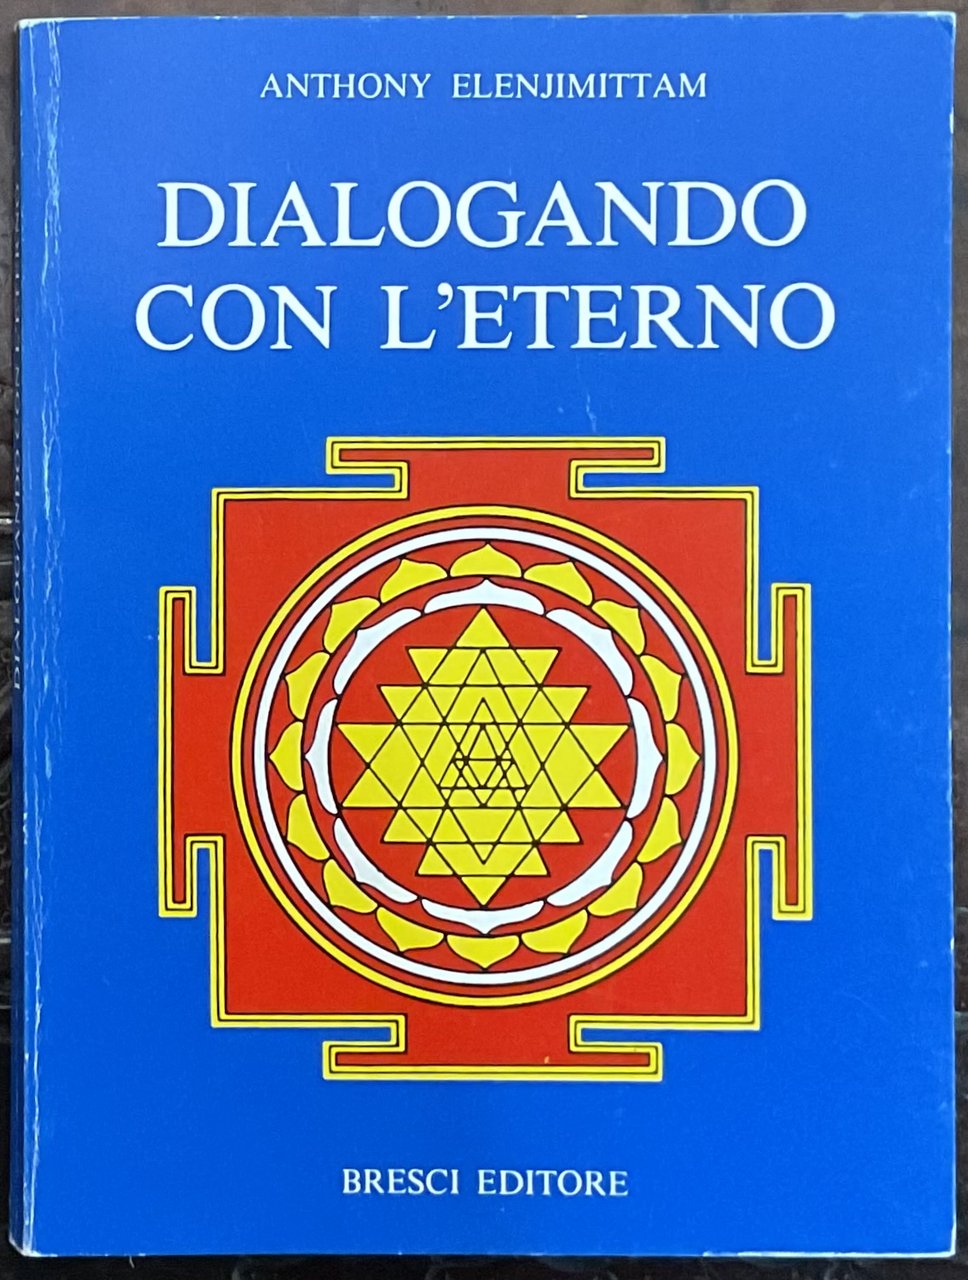 ANTHONY ELENJIMITTAM
DIALOGANDO
CON L'ETERNO
BRESCI EDITORE